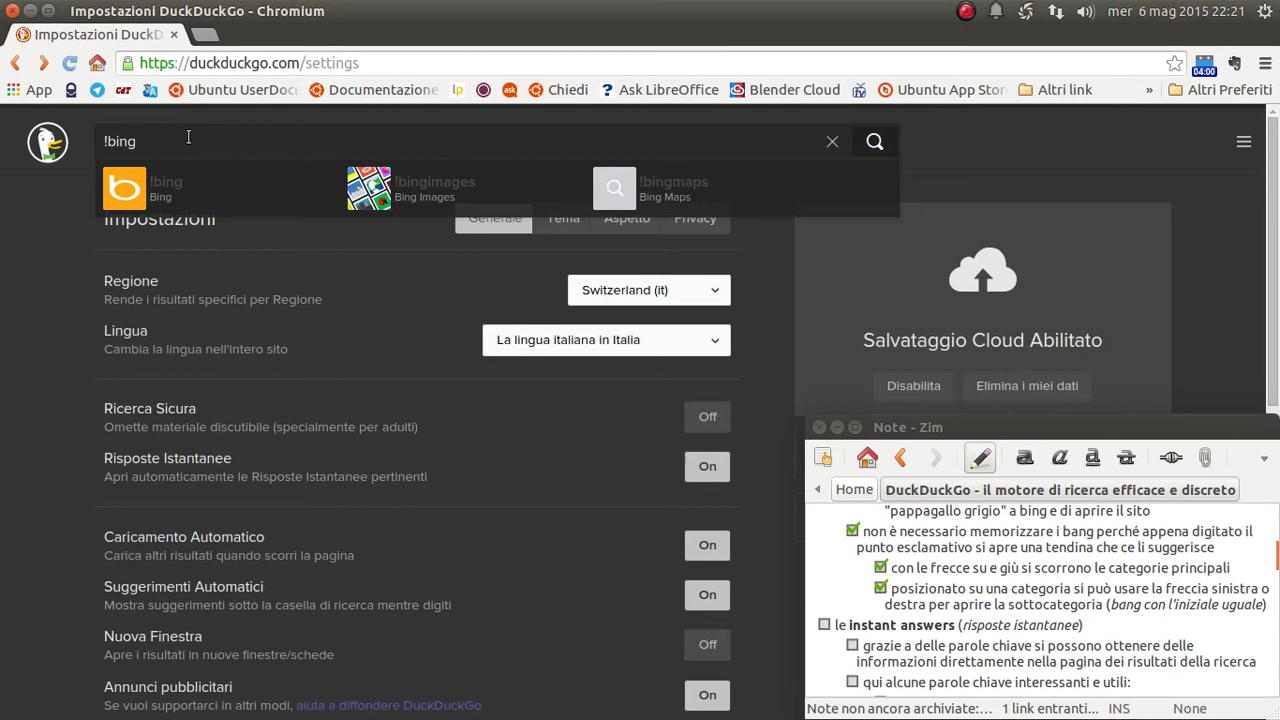 Impostazioni DuckDuckGo - Chromium
mer 6 mag 2015 22:21
Impostazioni DuckD
https://duckduckgo.com/settings
04:00
App
Ubuntu UserDocu
Documentazione
lp
ask
Chiedi
? Ask LibreOffice
Blender Cloud
tv
Ubuntu App Stor
Altri link
»
Altri Preferiti
!bing
!bing
Bing
!bingimages
Bing Images
!bingmaps
Bing Maps
Impostazioni
Generale
Tema
Aspetto
Privacy
Regione
Rende i risultati specifici per Regione
Switzerland (it)
Lingua
Cambia la lingua nell'intero sito
La lingua italiana in Italia
Ricerca Sicura
Omette materiale discutibile (specialmente per adulti)
Off
Risposte Istantanee
Apri automaticamente le Risposte Istantanee pertinenti
On
Caricamento Automatico
Carica altri risultati quando scorri la pagina
On
Suggerimenti Automatici
Mostra suggerimenti sotto la casella di ricerca mentre digiti
On
Nuova Finestra
Apre i risultati in nuove finestre/schede
Off
Annunci pubblicitari
Se vuoi supportarci in altri modi, aiuta a diffondere DuckDuckGo
On
Salvataggio Cloud Abilitato
Disabilita
Elimina i miei dati
Note - Zim
Home
DuckDuckGo - il motore di ricerca efficace e discreto
"pappagallo grigio" a bing e di aprire il sito
non è necessario memorizzare i bang perché appena digitato il
punto esclamativo si apre una tendina che ce li suggerisce
con le frecce su e giù si scorrono le categorie principali
posizionato su una categoria si può usare la freccia sinistra o
destra per aprire la sottocategoria (bang con l'iniziale uguale)
le instant answers (risposte istantanee)
grazie a delle parole chiave si possono ottenere delle
informazioni direttamente nella pagina dei risultati della ricerca
qui alcune parole chiave interessanti e utili:
Note non ancora archiviate:...
1 link entranti...
INS
None